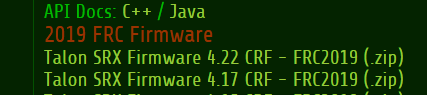 API Docs: C++ / Java
2019 FRC Firmware
Talon SRX Firmware 4.22 CRF - FRC2019 (.zip)
Talon SRX Firmware 4.17 CRF - FRC2019 (.zip)